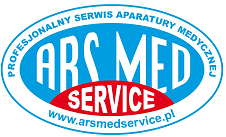 PROFESJONALNY SERWIS APARATURY MEDYCZNEJ
ARS MED
SERVICE
www.arsmedservice.pl